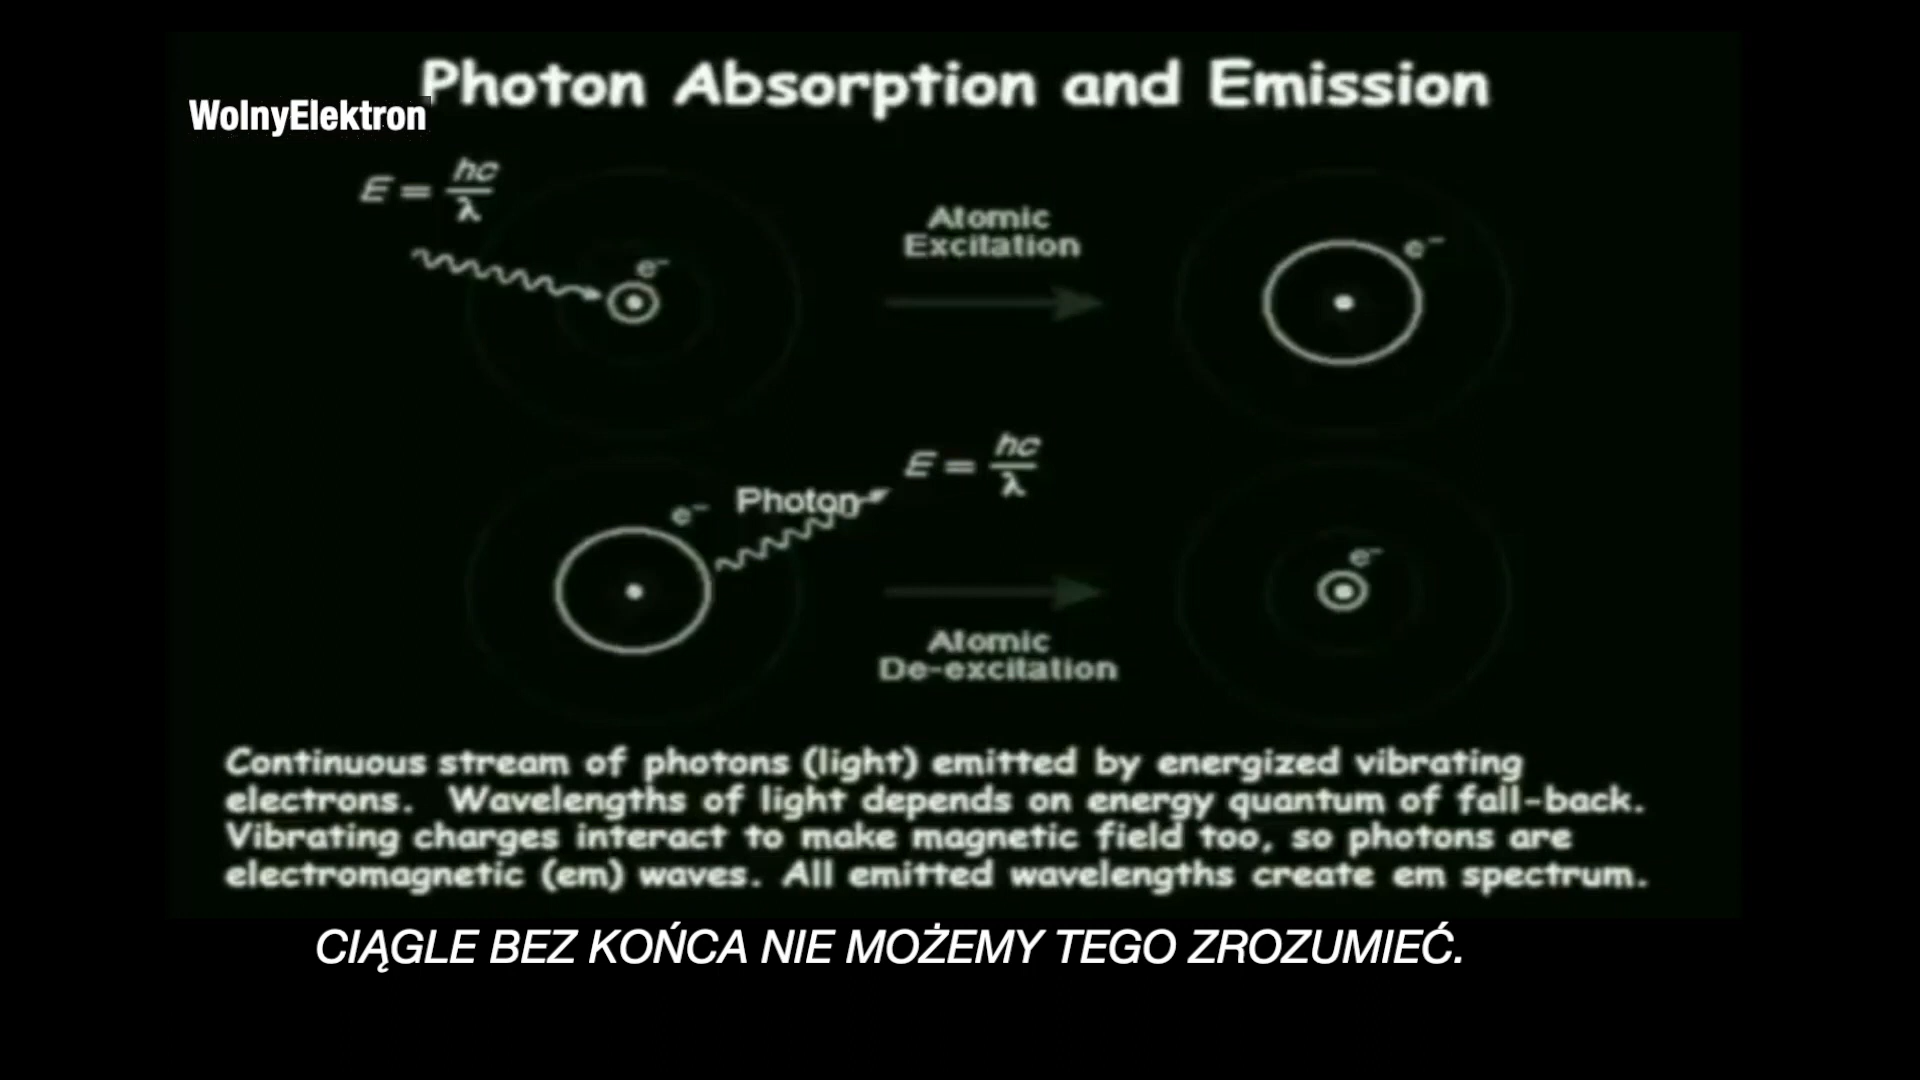 Photon Absorption and Emission
WolnyElektron
E = hc/λ
e⁻
Atomic
Excitation
e⁻
E = hc/λ
Photon
e⁻
e⁻
Atomic
De-excitation
Continuous stream of photons (light) emitted by energized vibrating
electrons. Wavelengths of light depends on energy quantum of fall-back.
Vibrating charges interact to make magnetic field too, so photons are
electromagnetic (em) waves. All emitted wavelengths create em spectrum.
CIĄGLE BEZ KOŃCA NIE MOŻEMY TEGO ZROZUMIEĆ.